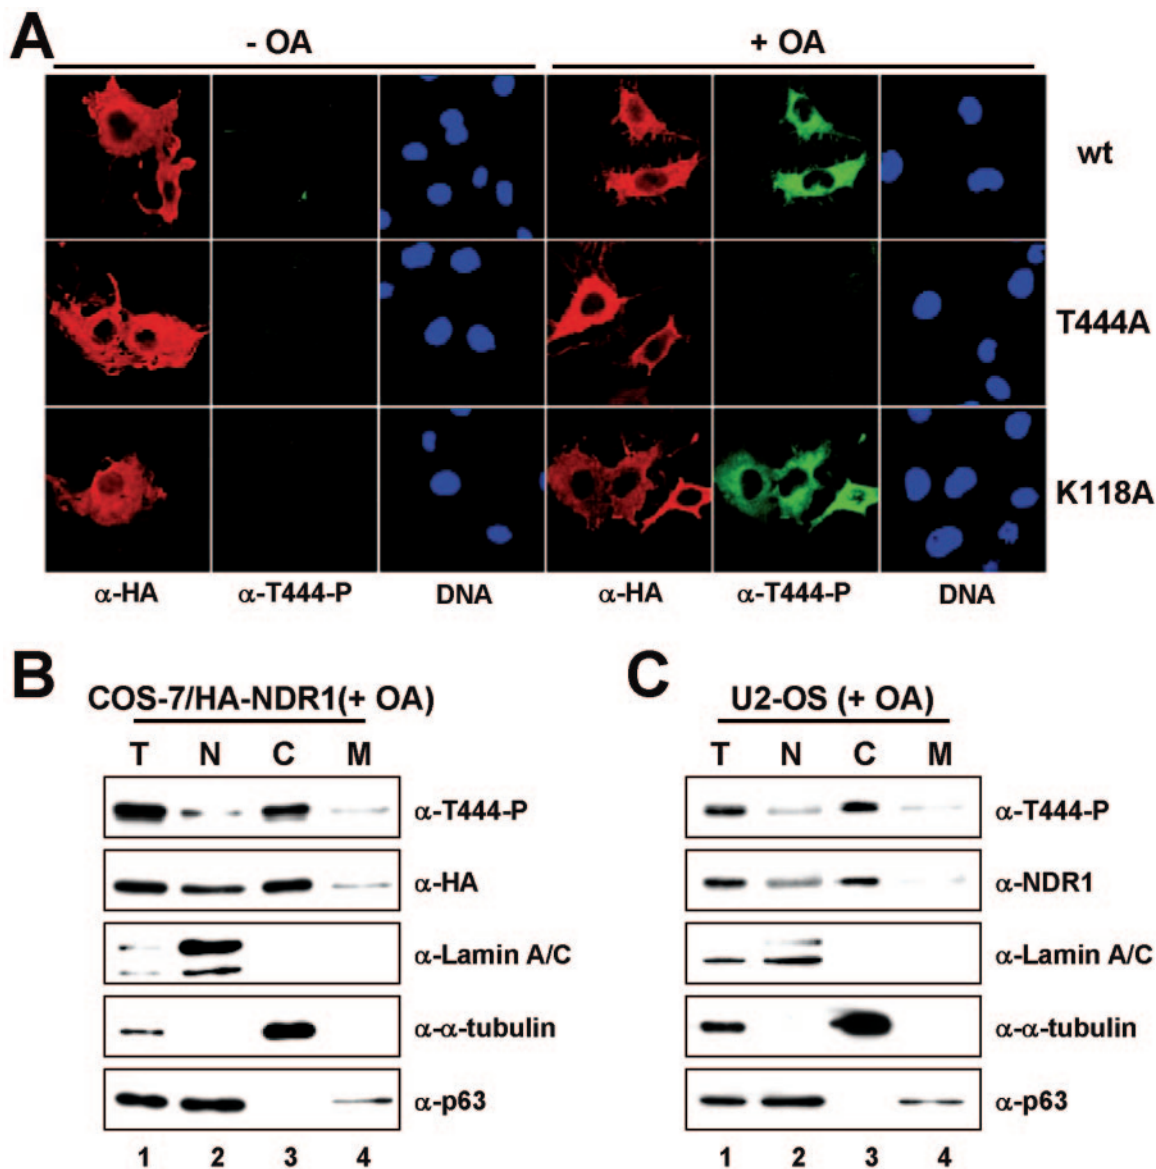 A
- OA + OA
wt
T444A
K118A
α-HA α-T444-P DNA α-HA α-T444-P DNA
B
COS-7/HA-NDR1(+ OA)
T N C M
α-T444-P
α-HA
α-Lamin A/C
α-α-tubulin
α-p63
1 2 3 4
C
U2-OS (+ OA)
T N C M
α-T444-P
α-NDR1
α-Lamin A/C
α-α-tubulin
α-p63
1 2 3 4